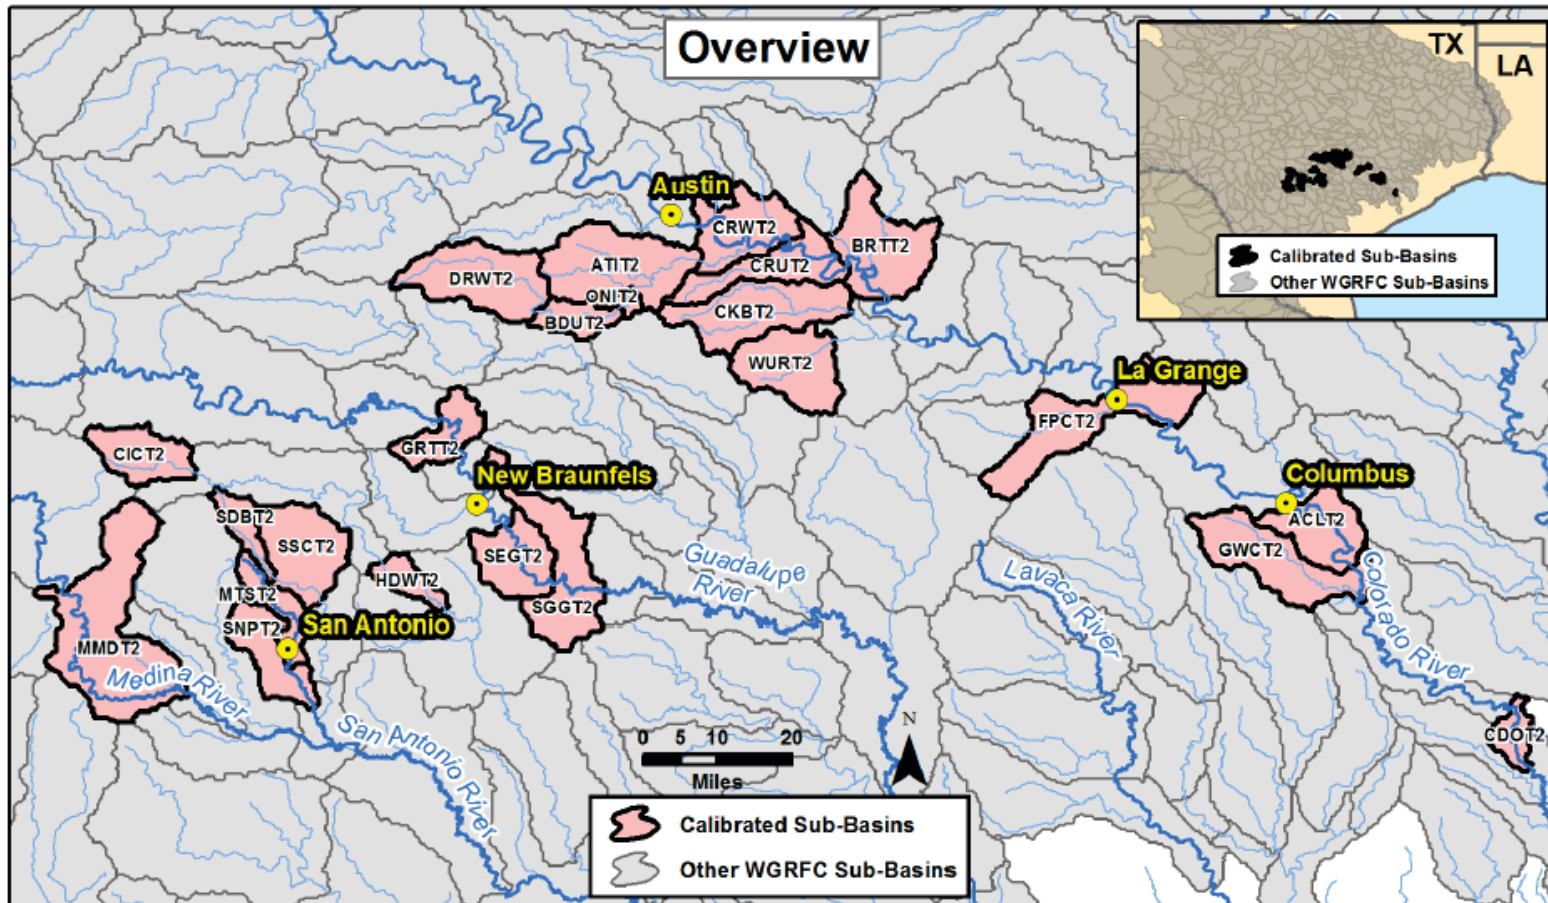 Overview
TX
LA
Calibrated Sub-Basins
Other WGRFC Sub-Basins
Austin
CRWT2
BRTT2
DRWT2
ATIT2
CRUT2
ONIT2
BDUT2
CKBT2
WURT2
La Grange
FPCT2
CICT2
GRTT2
New Braunfels
Columbus
SDBT2
SSCT2
ACLT2
GWCT2
SEGT2
HDWT2
MTST2
SGGT2
SNPT2
San Antonio
MMDT2
Guadalupe
River
Lavaca River
Colorado River
Medina River
San Antonio River
CDOT2
N
0 5 10 20
Miles
Calibrated Sub-Basins
Other WGRFC Sub-Basins